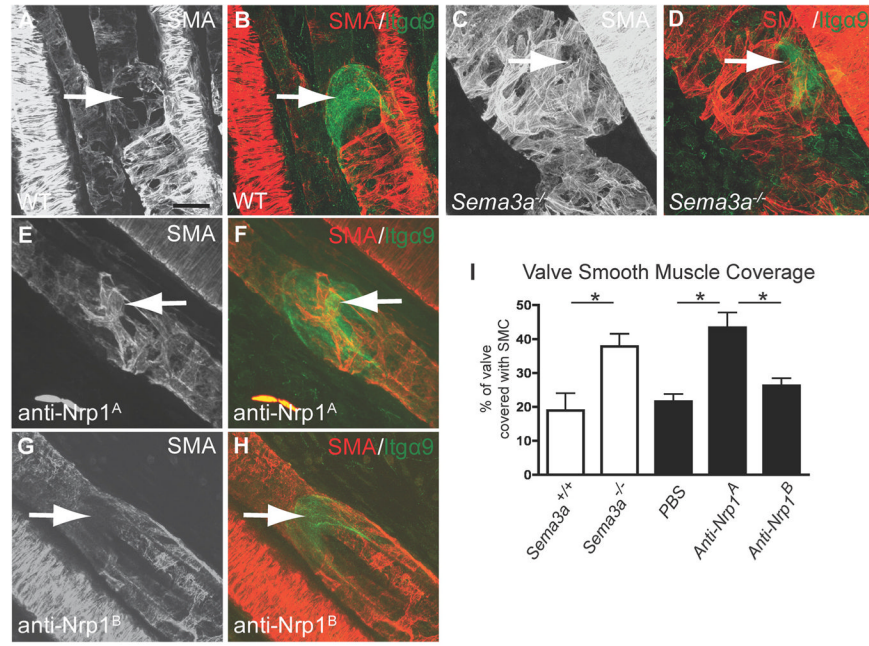 A SMA
WT
B SMA/Itgα9
WT
C SMA
Sema3a-/-
D SMA/Itgα9
Sema3a-/-
E SMA
anti-Nrp1A
F SMA/Itgα9
anti-Nrp1A
G SMA
anti-Nrp1B
H SMA/Itgα9
anti-Nrp1B
I Valve Smooth Muscle Coverage
% of valve
covered with SMC
50
40
30
20
10
0
* * *
Sema3a +/+
Sema3a -/-
PBS
Anti-Nrp1A
Anti-Nrp1B